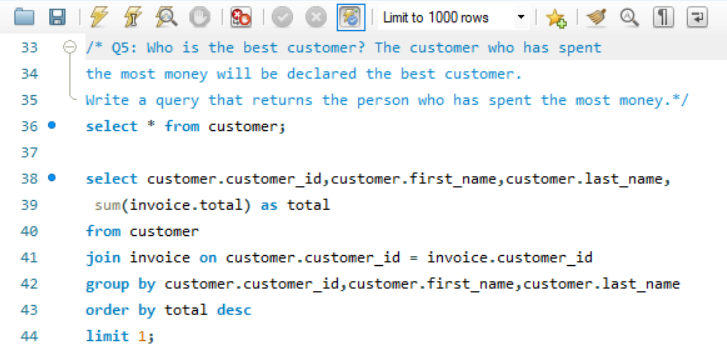 Limit to 1000 rows
33 /* Q5: Who is the best customer? The customer who has spent
34 the most money will be declared the best customer.
35 Write a query that returns the person who has spent the most money.*/
36 select * from customer;
37
38 select customer.customer_id,customer.first_name,customer.last_name,
39 sum(invoice.total) as total
40 from customer
41 join invoice on customer.customer_id = invoice.customer_id
42 group by customer.customer_id,customer.first_name,customer.last_name
43 order by total desc
44 limit 1;